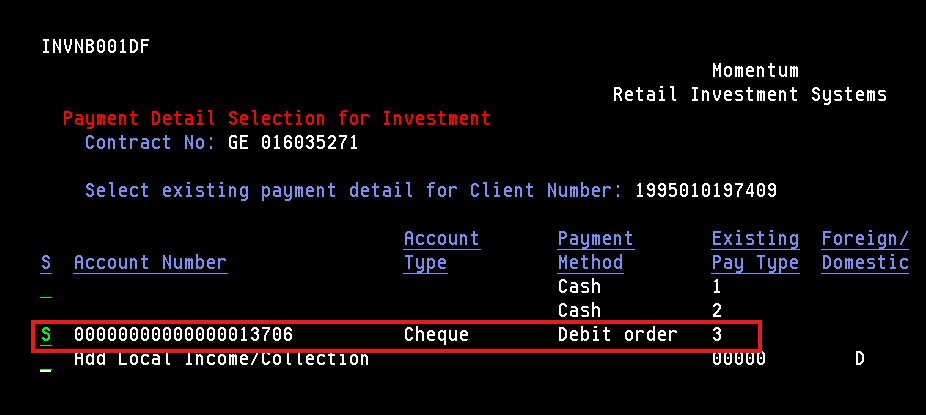 INVNB001DF
Momentum
Retail Investment Systems
Payment Detail Selection for Investment
Contract No: GE 016035271
Select existing payment detail for Client Number: 1995010197409
Account Payment Existing Foreign/
S Account Number Type Method Pay Type Domestic
_ Cash 1
Cash 2
S 00000000000000013706 Cheque Debit order 3
_ Add Local Income/Collection 00000 D